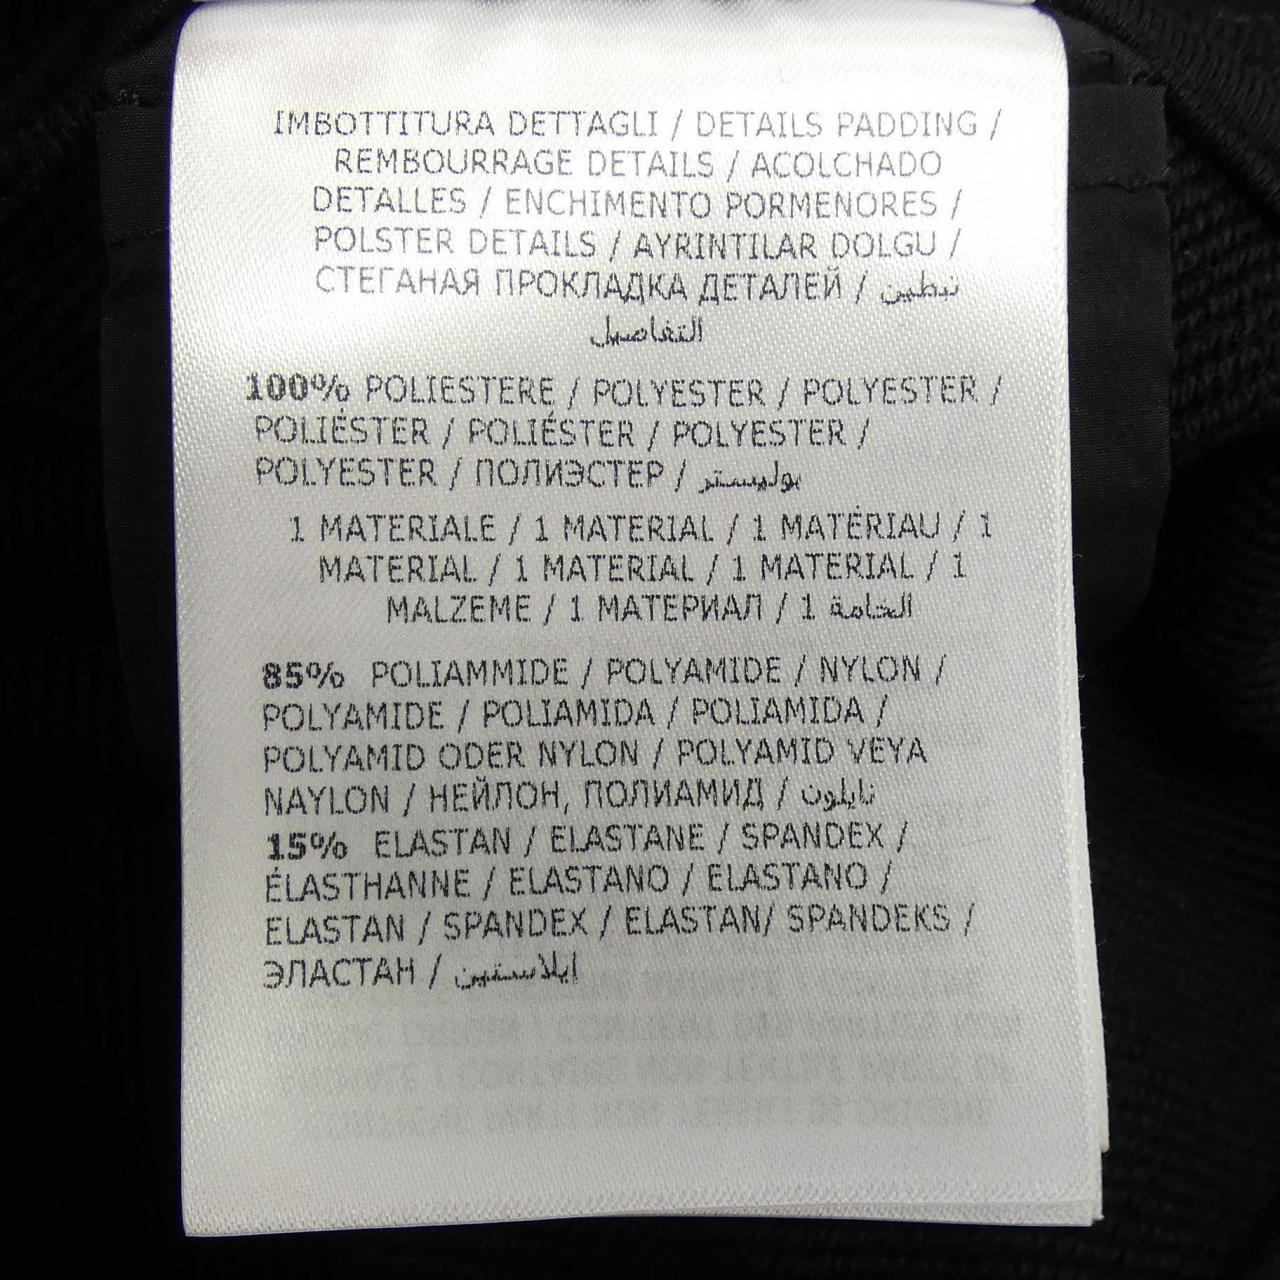 IMBOTTITURA DETTAGLI / DETAILS PADDING /
REMBOURRAGE DETAILS / ACOLCHADO
DETALLES / ENCHIMENTO PORMENORES /
POLSTER DETAILS / AYRINTILAR DOLGU /
СТЕГАНАЯ ПРОКЛАДКА ДЕТАЛЕЙ / تبطين
التفاصيل
100% POLIESTERE / POLYESTER / POLYESTER /
POLIÉSTER / POLIÉSTER / POLYESTER /
POLYESTER / ПОЛИЭСТЕР / بوليستر
1 MATERIALE / 1 MATERIAL / 1 MATÉRIAU / 1
MATERIAL / 1 MATERIAL / 1 MATERIAL / 1
MALZEME / 1 МАТЕРИАЛ / 1 الخامة
85% POLIAMMIDE / POLYAMIDE / NYLON /
POLYAMIDE / POLIAMIDA / POLIAMIDA /
POLYAMID ODER NYLON / POLYAMID VEYA
NAYLON / НЕЙЛОН, ПОЛИАМИД / نايلون
15% ELASTAN / ELASTANE / SPANDEX /
ÉLASTHANNE / ELASTANO / ELASTANO /
ELASTAN / SPANDEX / ELASTAN/ SPANDEKS /
ЭЛАСТАН / ايلاستين